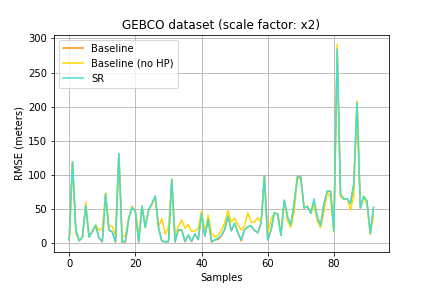 GEBCO dataset (scale factor: x2)
Baseline
Baseline (no HP)
SR
RMSE (meters)
300
250
200
150
100
50
0
0 20 40 60 80
Samples